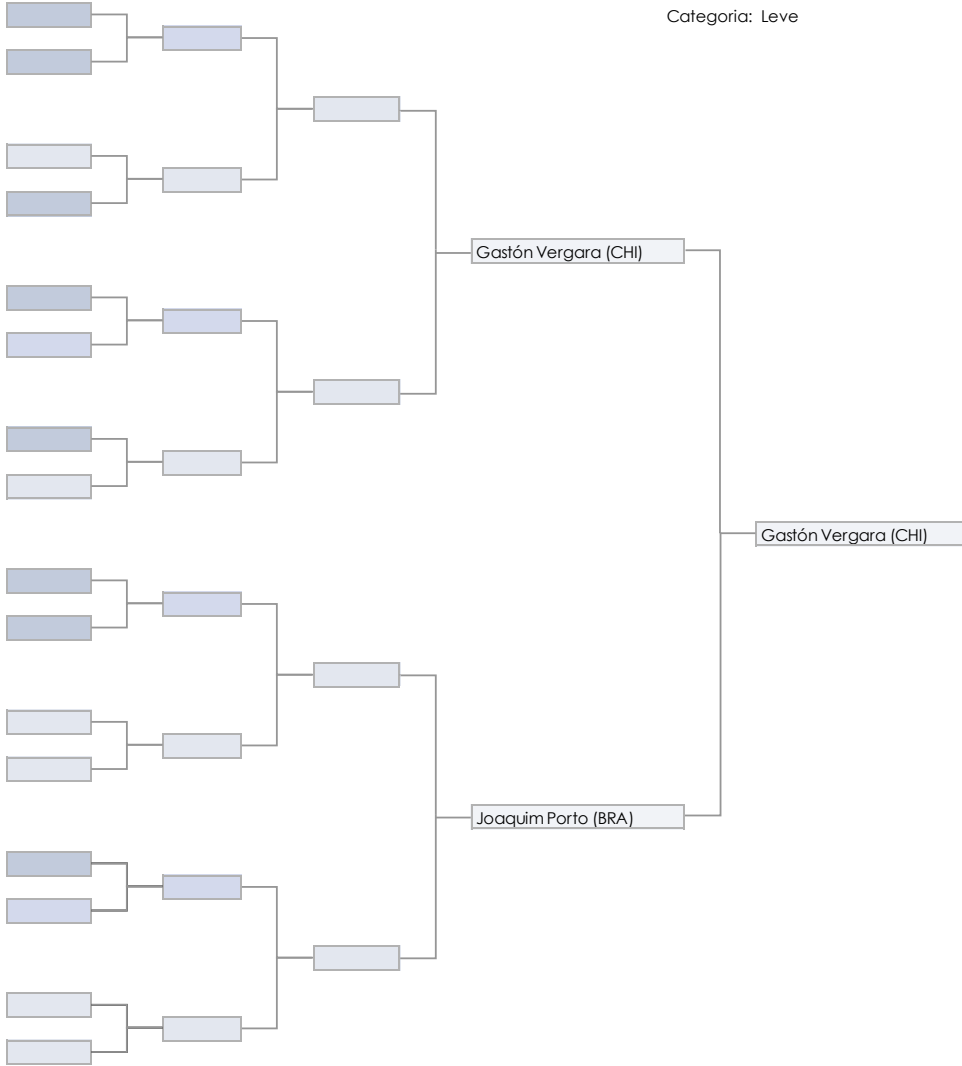 Categoria: Leve
Gastón Vergara (CHI)
Gastón Vergara (CHI)
Joaquim Porto (BRA)